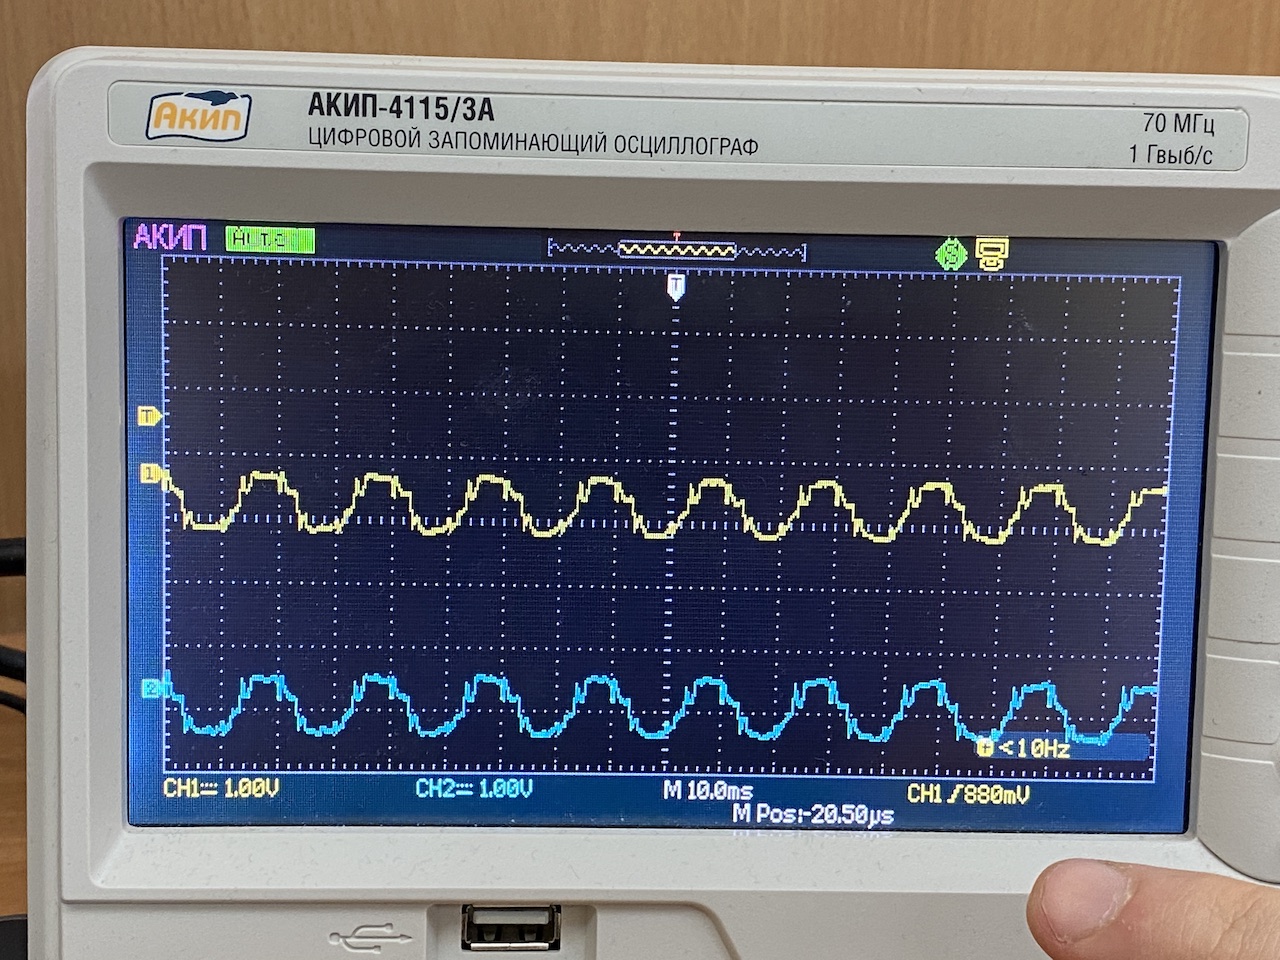 Акип
АКИП-4115/3А
ЦИФРОВОЙ ЗАПОМИНАЮЩИЙ ОСЦИЛЛОГРАФ
70 МГц
1 Гвыб/с
АКИП
Auto
T
T
T
1
2
<10Hz
CH1 1.00V
CH2 1.00V
M 10.0ms
CH1 880mV
M Pos:-20.50µs